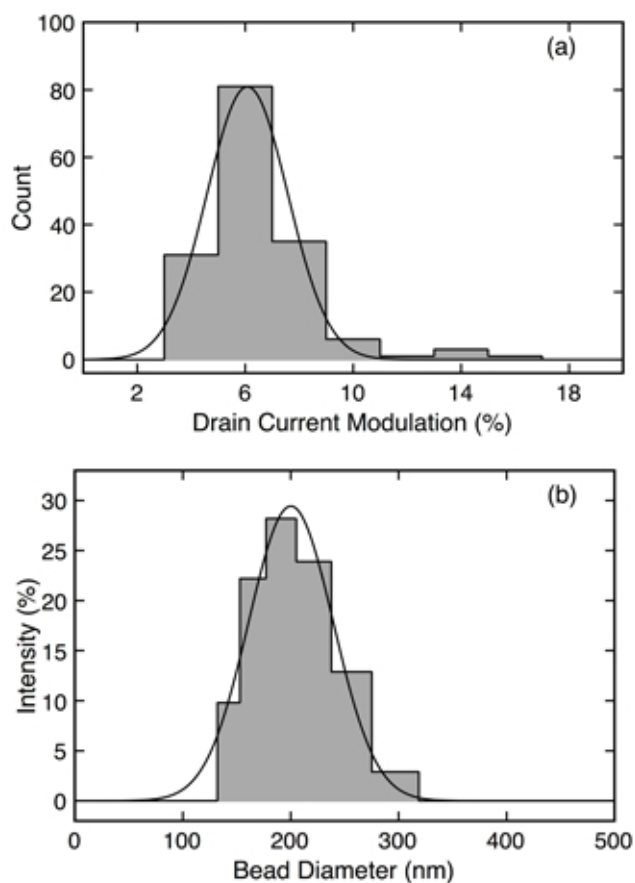 (a)
100
80
60
40
20
0
Count
2 6 10 14 18
Drain Current Modulation (%)
(b)
30
25
20
15
10
5
0
Intensity (%)
0 100 200 300 400 500
Bead Diameter (nm)